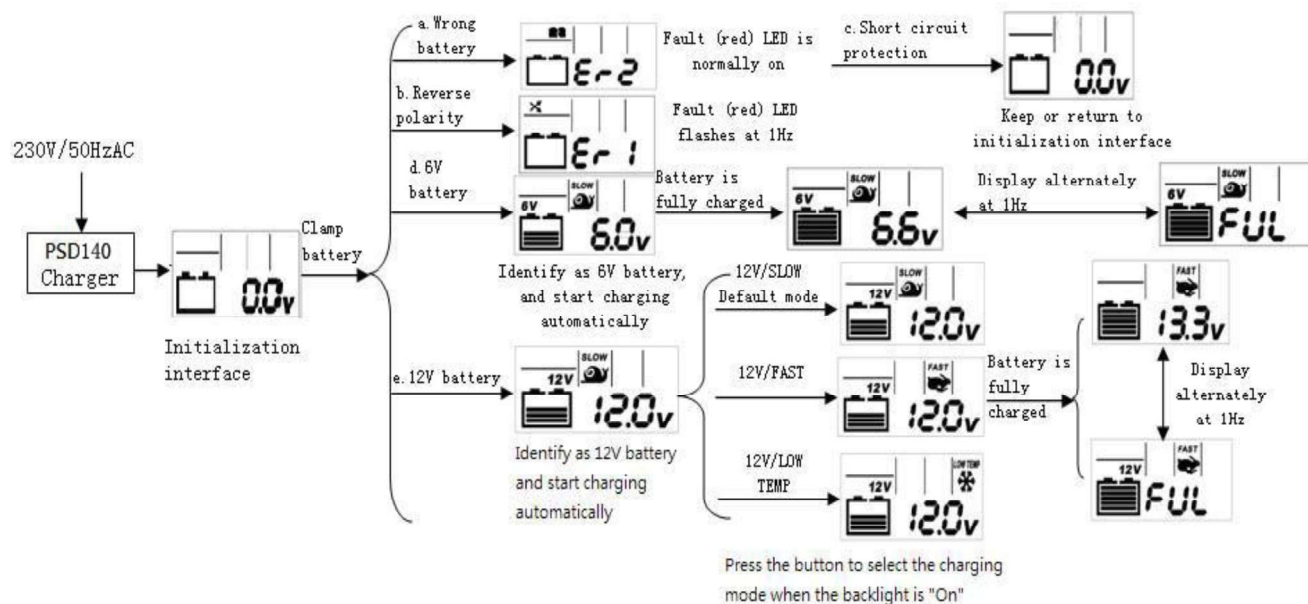 230V/50HzAC
PSD140
Charger
0.0v
Initialization
interface
Clamp
battery
a.Wrong
battery
Er2
Fault (red) LED is
normally on
c.Short circuit
protection
0.0v
Keep or return to
initialization interface
b.Reverse
polarity
Er1
Fault (red) LED
flashes at 1Hz
d.6V
battery
SLOW
6V
6.0v
Identify as 6V battery,
and start charging
automatically
Battery is
fully charged
SLOW
6V
6.6v
Display alternately
at 1Hz
SLOW
6V
FUL
e.12V battery
SLOW
12V
12.0v
Identify as 12V battery
and start charging
automatically
12V/SLOW
Default mode
SLOW
12V
12.0v
12V/FAST
FAST
12V
12.0v
12V/LOW
TEMP
LOW TEMP
12V
12.0v
Press the button to select the charging
mode when the backlight is "On"
Battery is
fully
charged
FAST
13.3v
Display
alternately
at 1Hz
FAST
12V
FUL